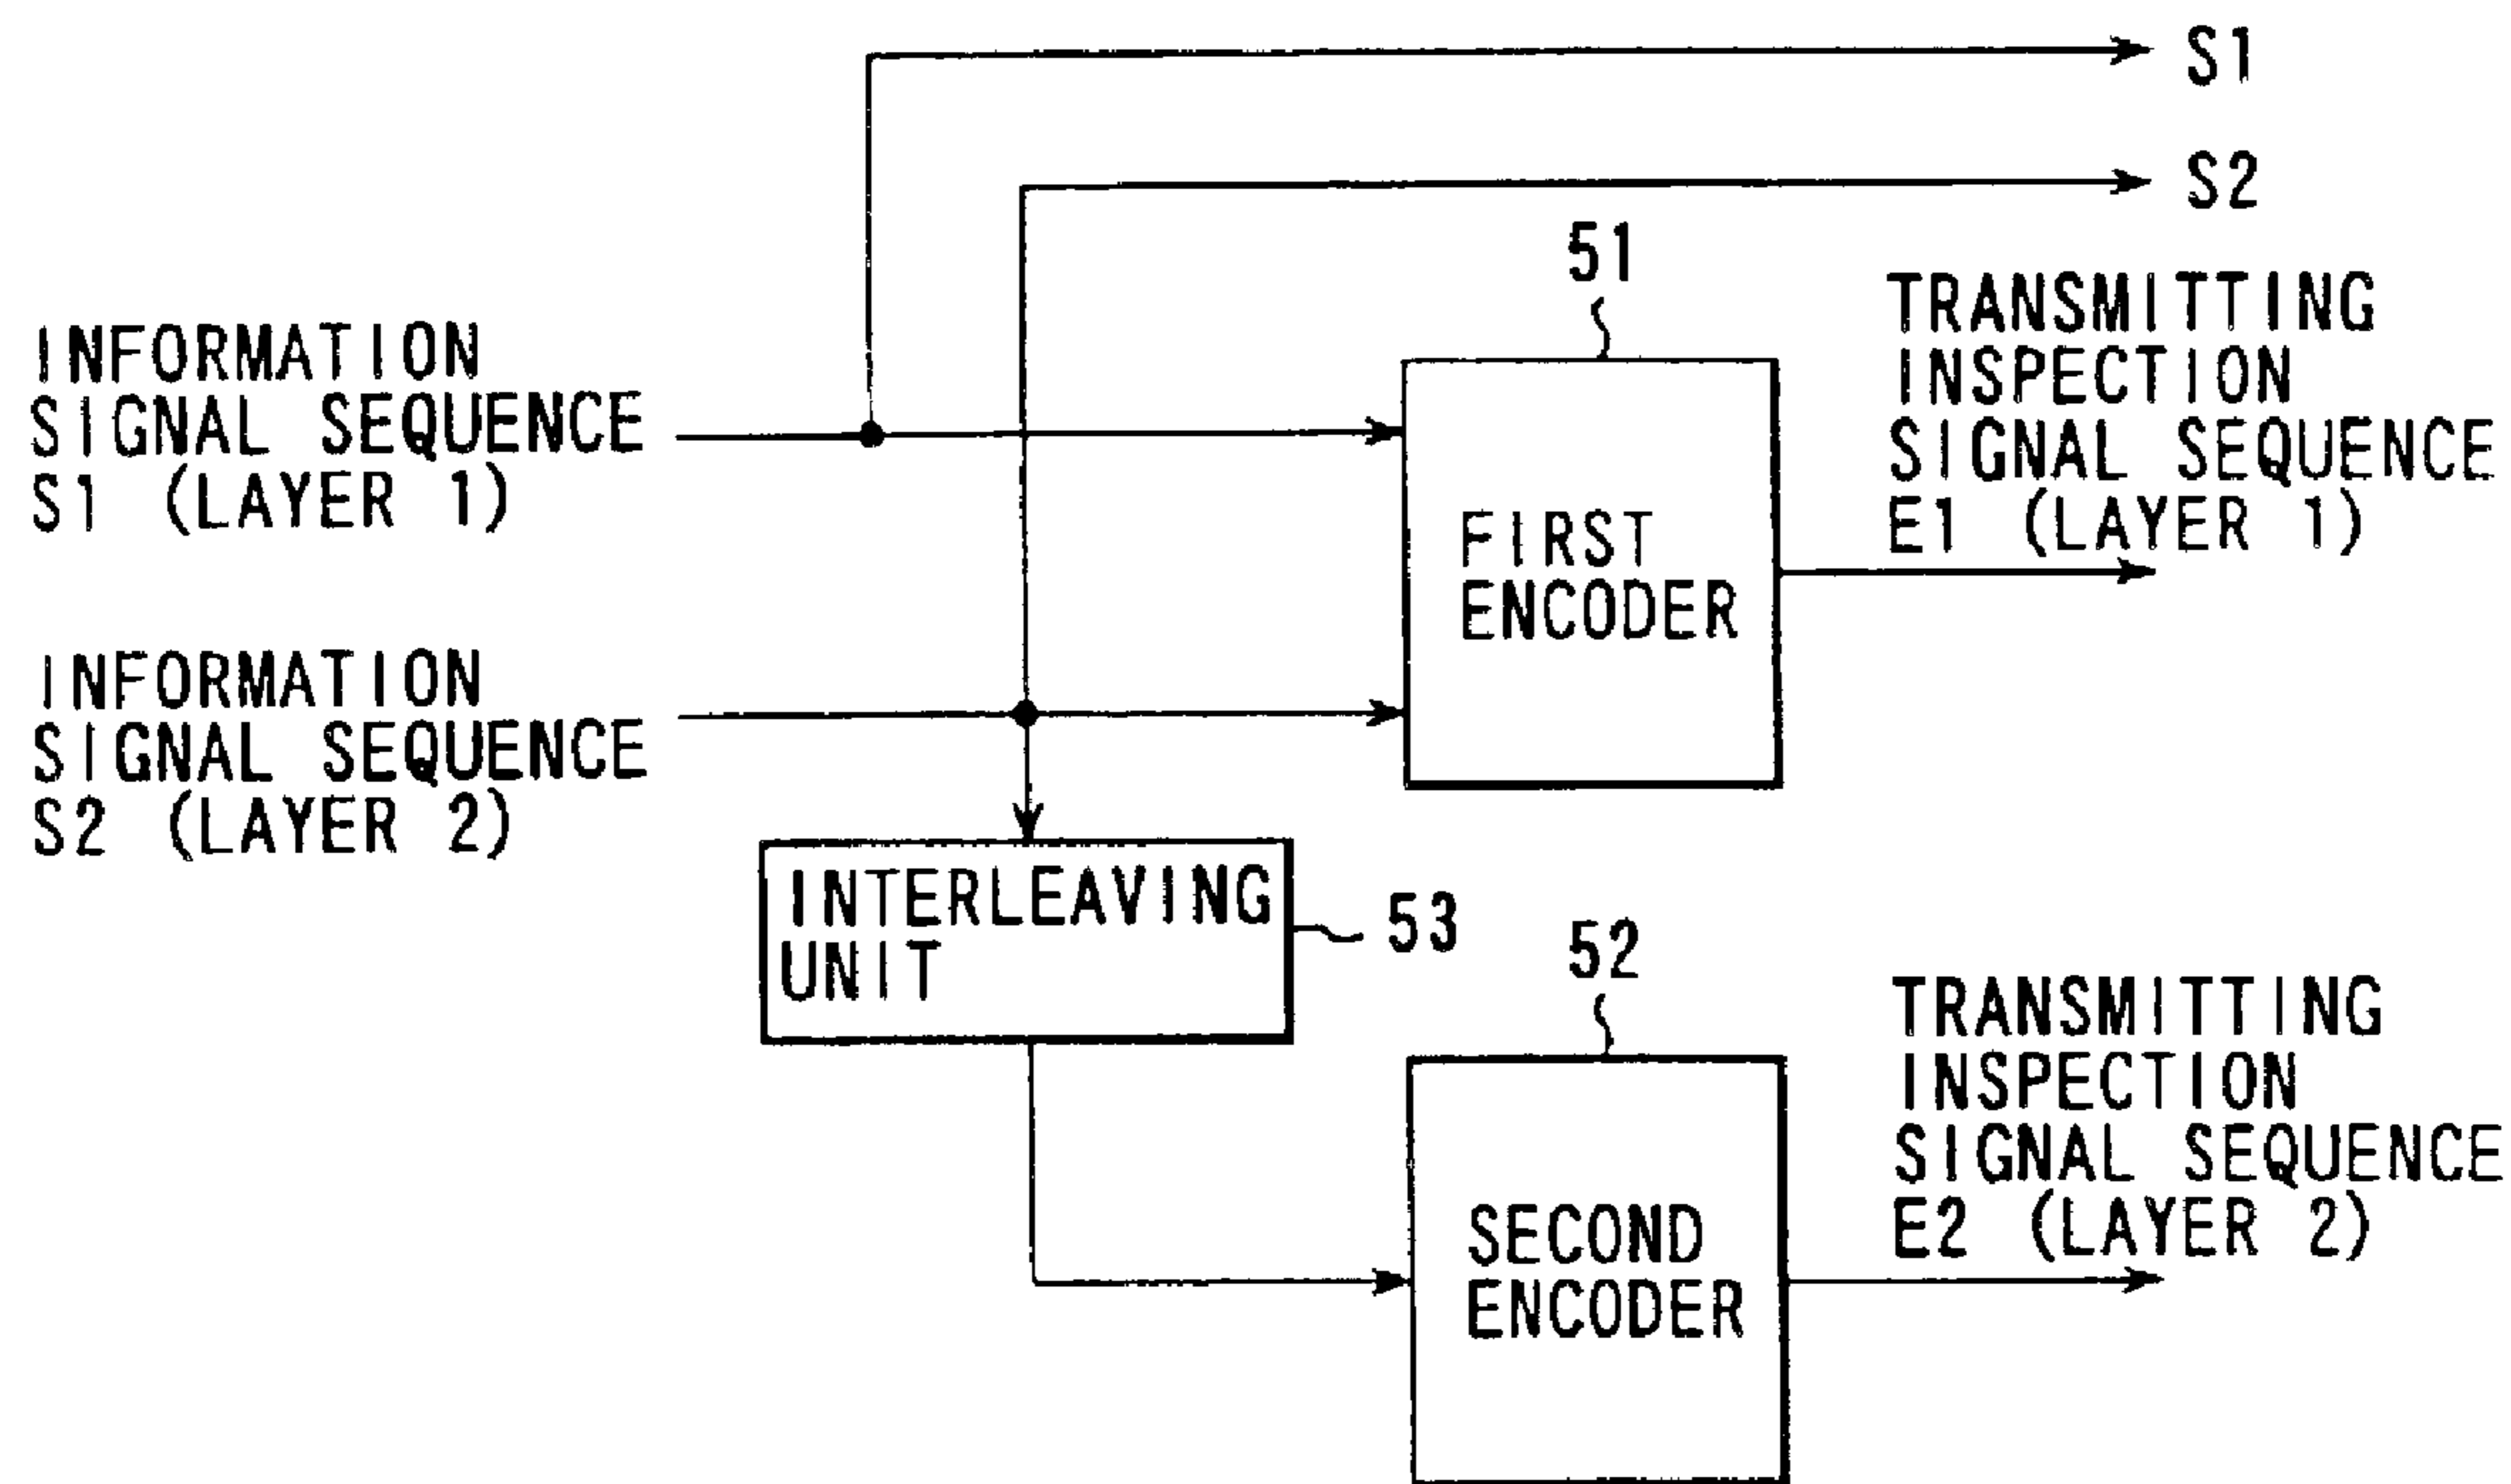 S1
S2
51
TRANSMITTING
INSPECTION
SIGNAL SEQUENCE
E1 (LAYER 1)
INFORMATION
SIGNAL SEQUENCE
S1 (LAYER 1)
FIRST
ENCODER
INFORMATION
SIGNAL SEQUENCE
S2 (LAYER 2)
INTERLEAVING
UNIT
53
52
TRANSMITTING
INSPECTION
SIGNAL SEQUENCE
E2 (LAYER 2)
SECOND
ENCODER